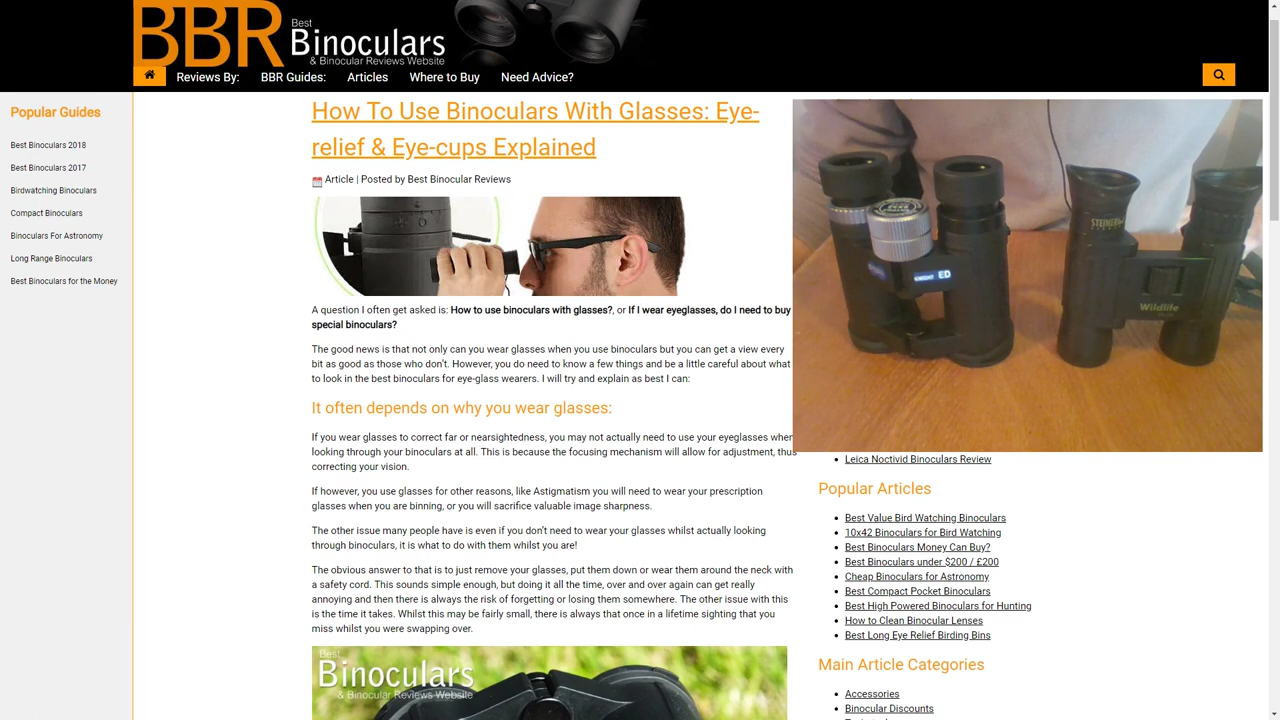 BBR
Best
Binoculars
& Binocular Reviews Website
Reviews By:
BBR Guides:
Articles
Where to Buy
Need Advice?
Popular Guides
Best Binoculars 2018
Best Binoculars 2017
Birdwatching Binoculars
Compact Binoculars
Binoculars For Astronomy
Long Range Binoculars
Best Binoculars for the Money
How To Use Binoculars With Glasses: Eye-
relief & Eye-cups Explained
Article | Posted by Best Binocular Reviews
A question I often get asked is: How to use binoculars with glasses?, or If I wear eyeglasses, do I need to buy
special binoculars?
The good news is that not only can you wear glasses when you use binoculars but you can get a view every
bit as good as those who don't. However, you do need to know a few things and be a little careful about what
to look in the best binoculars for eye-glass wearers. I will try and explain as best I can:
It often depends on why you wear glasses:
If you wear glasses to correct far or nearsightedness, you may not actually need to use your eyeglasses when
looking through your binoculars at all. This is because the focusing mechanism will allow for adjustment, thus
correcting your vision.
If however, you use glasses for other reasons, like Astigmatism you will need to wear your prescription
glasses when you are binning, or you will sacrifice valuable image sharpness.
The other issue many people have is even if you don't need to wear your glasses whilst actually looking
through binoculars, it is what to do with them whilst you are!
The obvious answer to that is to just remove your glasses, put them down or wear them around the neck with
a safety cord. This sounds simple enough, but doing it all the time, over and over again can get really
annoying and then there is always the risk of forgetting or losing them somewhere. The other issue with this
is the time it takes. Whilst this may be fairly small, there is always that once in a lifetime sighting that you
miss whilst you were swapping over.
Best
Binoculars
& Binocular Reviews Website
ED
STEINER
Wildlife
Leica Noctivid Binoculars Review
Popular Articles
Best Value Bird Watching Binoculars
10x42 Binoculars for Bird Watching
Best Binoculars Money Can Buy?
Best Binoculars under $200 / £200
Cheap Binoculars for Astronomy
Best Compact Pocket Binoculars
Best High Powered Binoculars for Hunting
How to Clean Binocular Lenses
Best Long Eye Relief Birding Bins
Main Article Categories
Accessories
Binocular Discounts